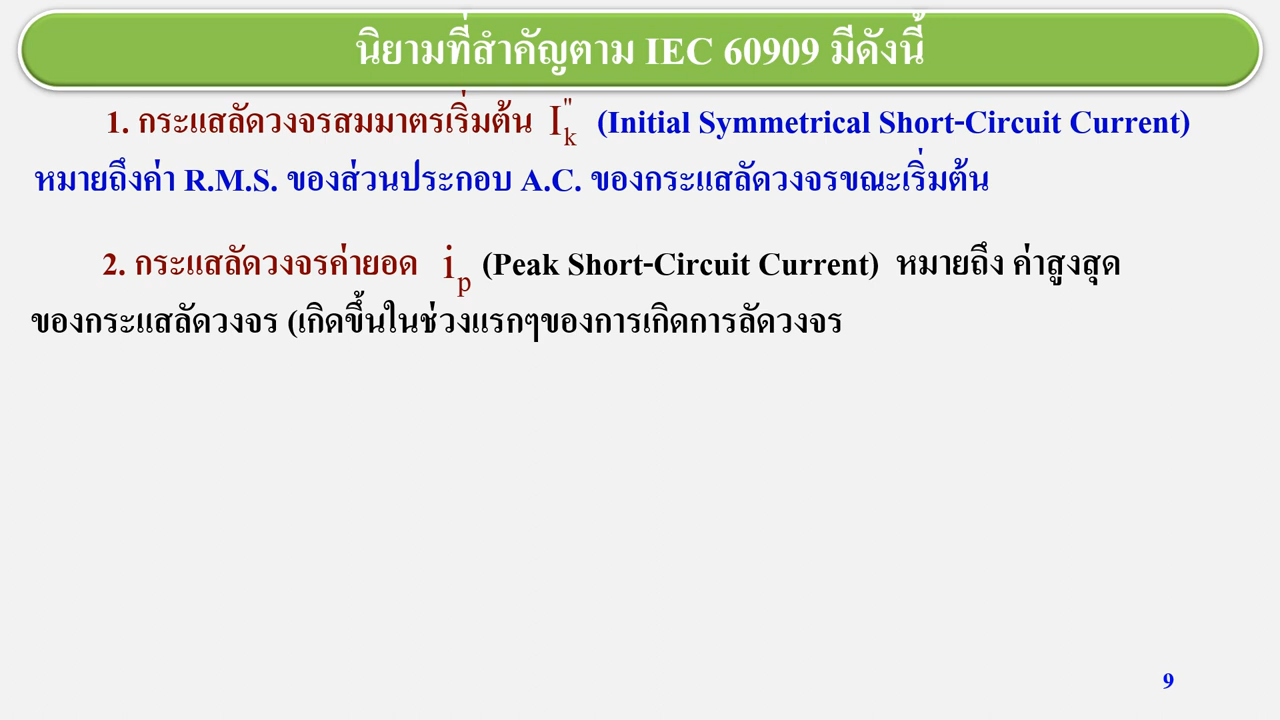 นิยามที่สำคัญตาม IEC 60909 มีดังนี้
1. กระแสลัดวงจรสมมาตรเริ่มต้น I"k (Initial Symmetrical Short-Circuit Current)
หมายถึงค่า R.M.S. ของส่วนประกอบ A.C. ของกระแสลัดวงจรขณะเริ่มต้น
2. กระแสลัดวงจรค่ายอด ip (Peak Short-Circuit Current) หมายถึง ค่าสูงสุด
ของกระแสลัดวงจร (เกิดขึ้นในช่วงแรกๆของการเกิดการลัดวงจร
9